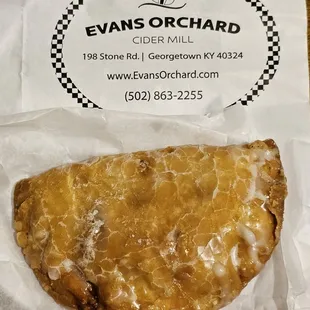 EVANS ORCHARD
CIDER MILL
198 Stone Rd. | Georgetown KY 40324
www.EvansOrchard.com
(502) 863-2255